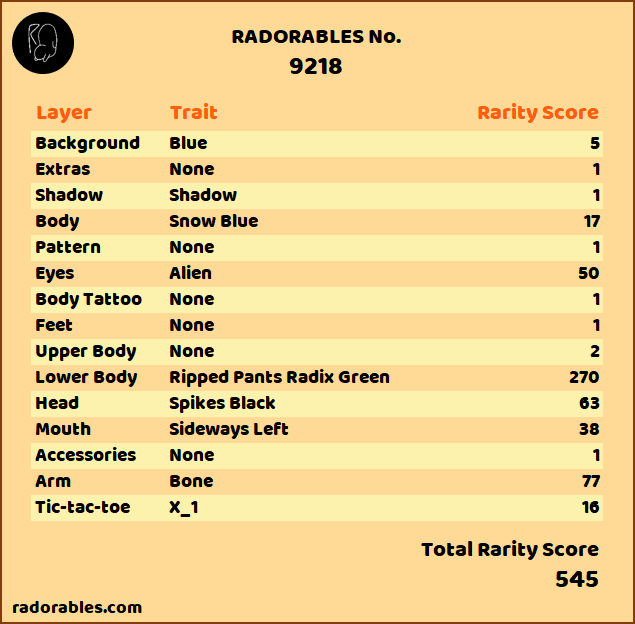 RADORABLES No.
9218
Layer Trait Rarity Score
Background Blue 5
Extras None 1
Shadow Shadow 1
Body Snow Blue 17
Pattern None 1
Eyes Alien 50
Body Tattoo None 1
Feet None 1
Upper Body None 2
Lower Body Ripped Pants Radix Green 270
Head Spikes Black 63
Mouth Sideways Left 38
Accessories None 1
Arm Bone 77
Tic-tac-toe X_1 16
Total Rarity Score
545
radorables.com